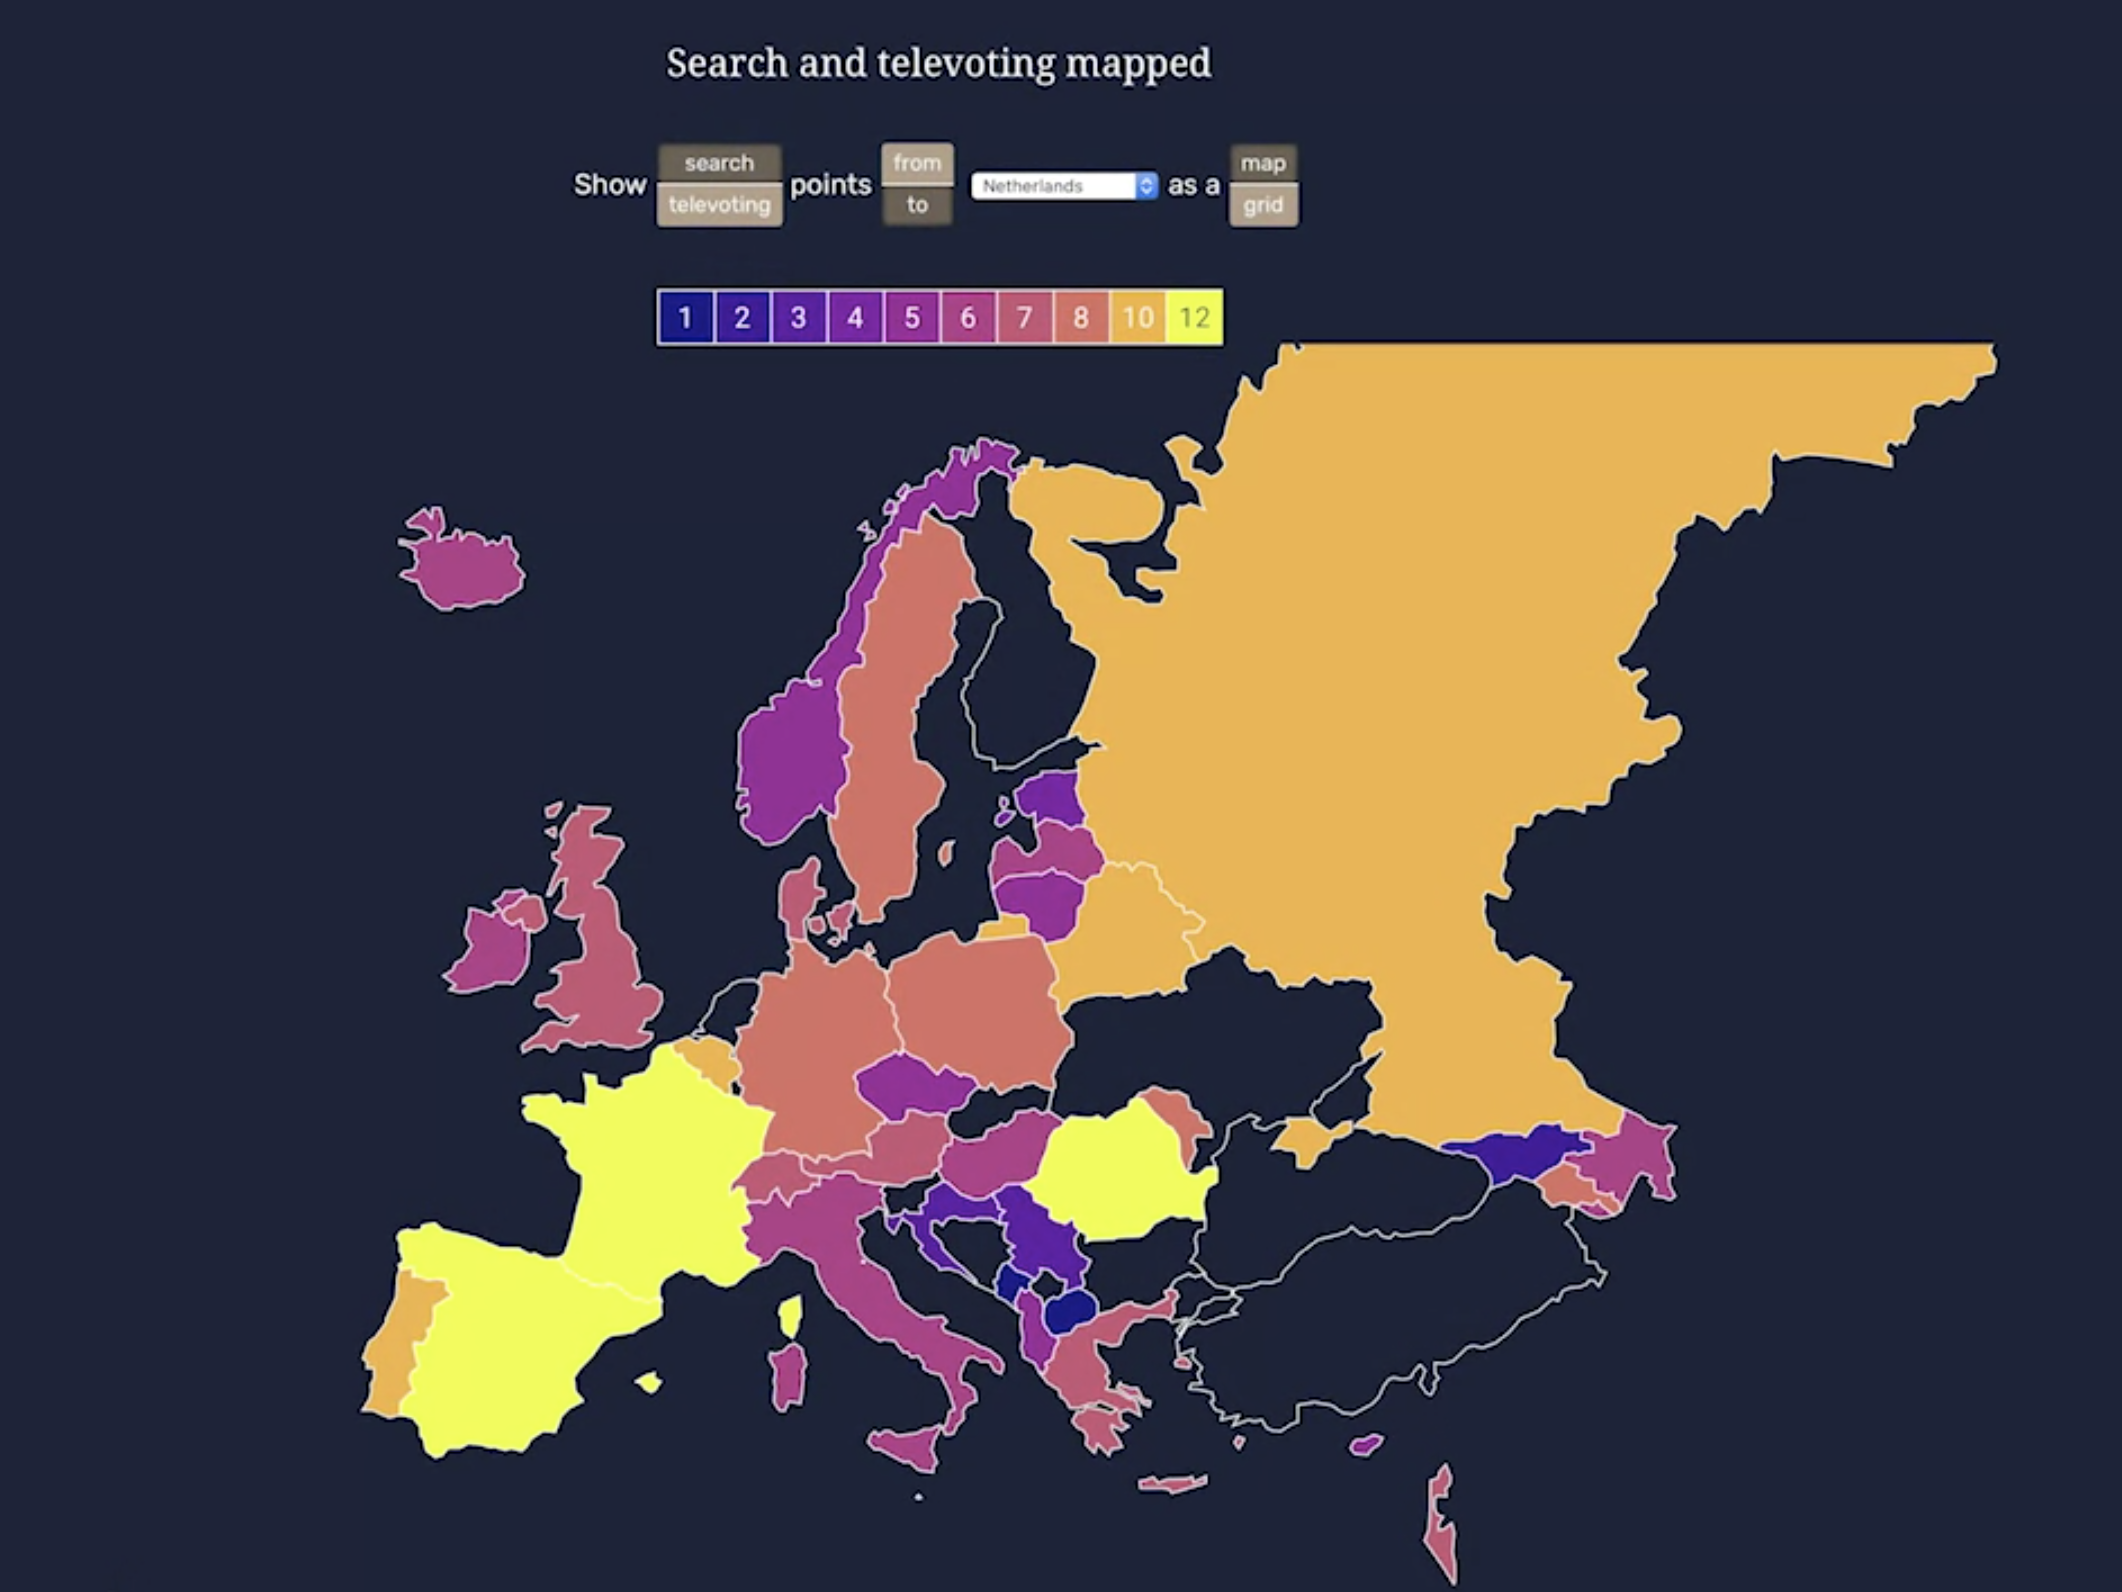 Search and televoting mapped
Show search televoting points from to Netherlands as a map grid
1 2 3 4 5 6 7 8 10 12